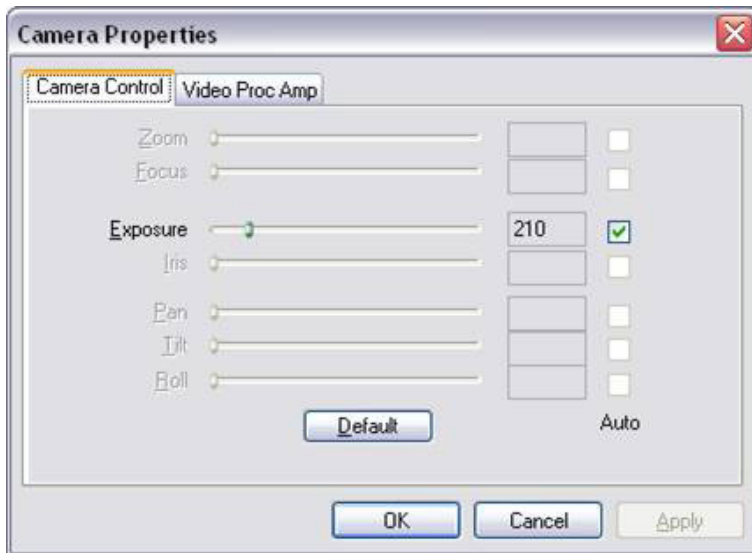 Camera Properties
Camera Control Video Proc Amp
Zoom
Focus
Exposure 210
Iris
Pan
Tilt
Roll
Default Auto
OK Cancel Apply